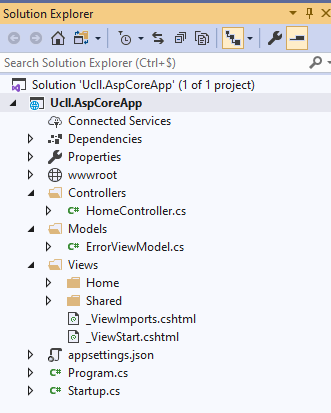 Solution Explorer
Search Solution Explorer (Ctrl+$)
Solution 'Ucll.AspCoreApp' (1 of 1 project)
Ucll.AspCoreApp
Connected Services
Dependencies
Properties
wwwroot
Controllers
C# HomeController.cs
Models
C# ErrorViewModel.cs
Views
Home
Shared
_ViewImports.cshtml
_ViewStart.cshtml
appsettings.json
C# Program.cs
C# Startup.cs